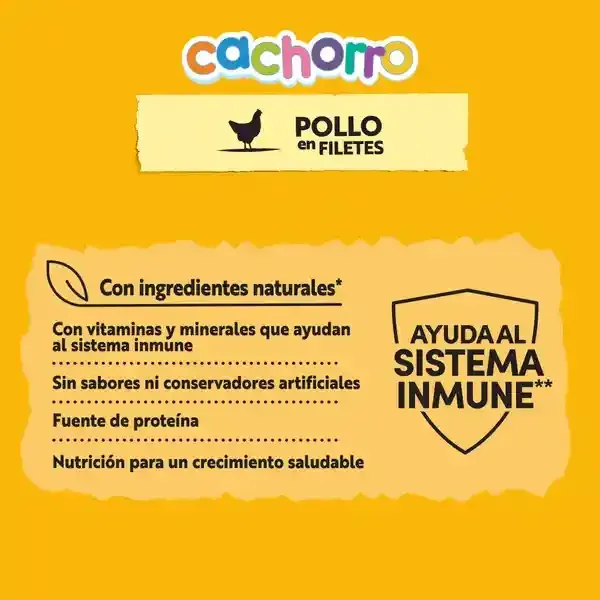 cachorro
POLLO
en FILETES
Con ingredientes naturales*
Con vitaminas y minerales que ayudan
al sistema inmune
Sin sabores ni conservadores artificiales
Fuente de proteína
Nutrición para un crecimiento saludable
AYUDA AL
SISTEMA
INMUNE**